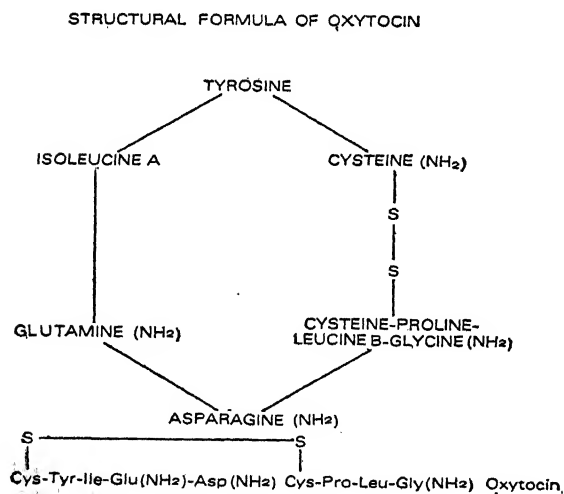 STRUCTURAL FORMULA OF OXYTOCIN
TYROSINE
ISOLEUCINE A
CYSTEINE (NH2)
S
S
GLUTAMINE (NH2)
CYSTEINE-PROLINE-
LEUCINE B-GLYCINE (NH2)
ASPARAGINE (NH2)
S S
Cys-Tyr-Ile-Glu(NH2)-Asp(NH2) Cys-Pro-Leu-Gly(NH2) Oxytocin